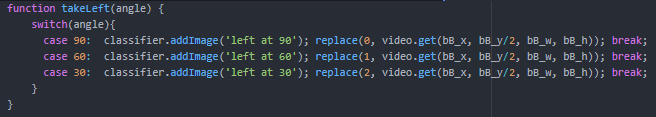 function takeLeft(angle) {
switch(angle){
case 90: classifier.addImage('left at 90'); replace(0, video.get(bB_x, bB_y/2, bB_w, bB_h)); break;
case 60: classifier.addImage('left at 60'); replace(1, video.get(bB_x, bB_y/2, bB_w, bB_h)); break;
case 30: classifier.addImage('left at 30'); replace(2, video.get(bB_x, bB_y/2, bB_w, bB_h)); break;
}
}